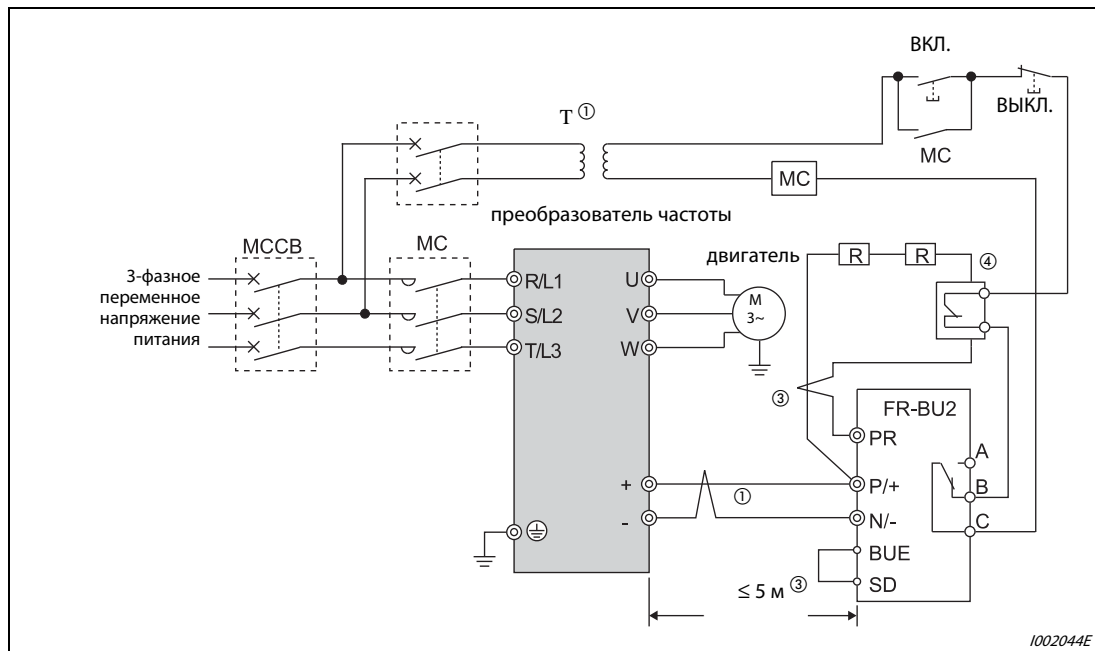 ВКЛ.
ВЫКЛ.
T ①
MC
MC
преобразователь частоты
MCCB
MC
двигатель
R
R
④
3-фазное
переменное
напряжение
питания
R/L1
S/L2
T/L3
U
V
W
M
3~
③
FR-BU2
PR
A
B
C
+
-
①
P/+
N/-
BUE
SD
≤ 5 м ③
I002044E